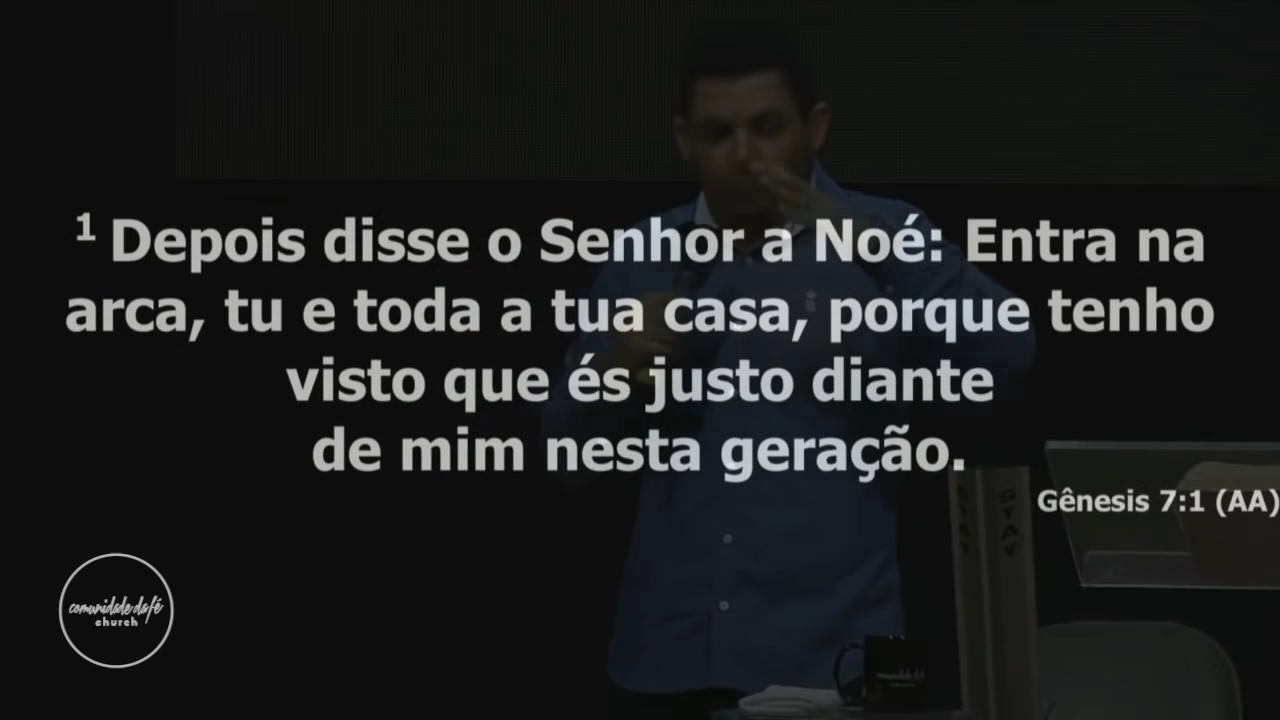 1 Depois disse o Senhor a Noé: Entra na
arca, tu e toda a tua casa, porque tenho
visto que és justo diante
de mim nesta geração.
Gênesis 7:1 (AA)
STAY
comunidade da fé
church